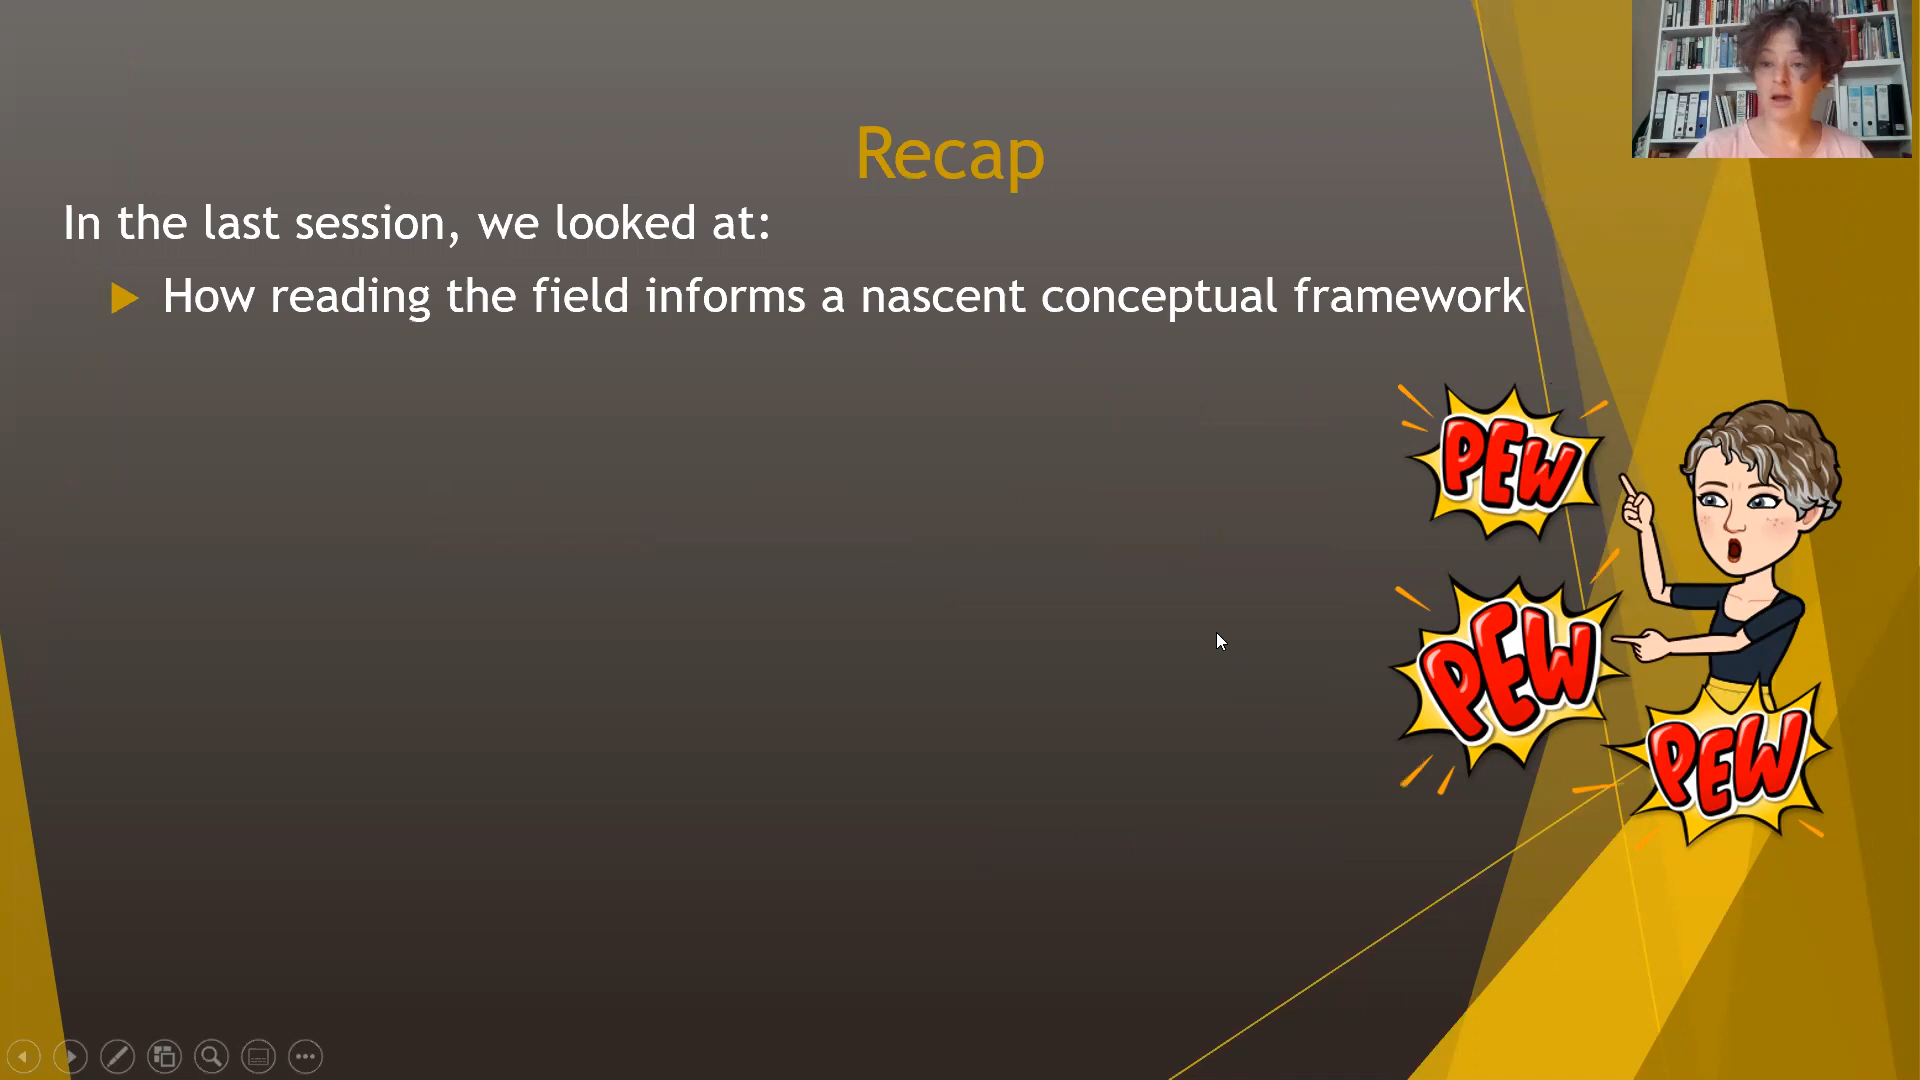 Recap
In the last session, we looked at:
How reading the field informs a nascent conceptual framework
PEW
PEW
PEW